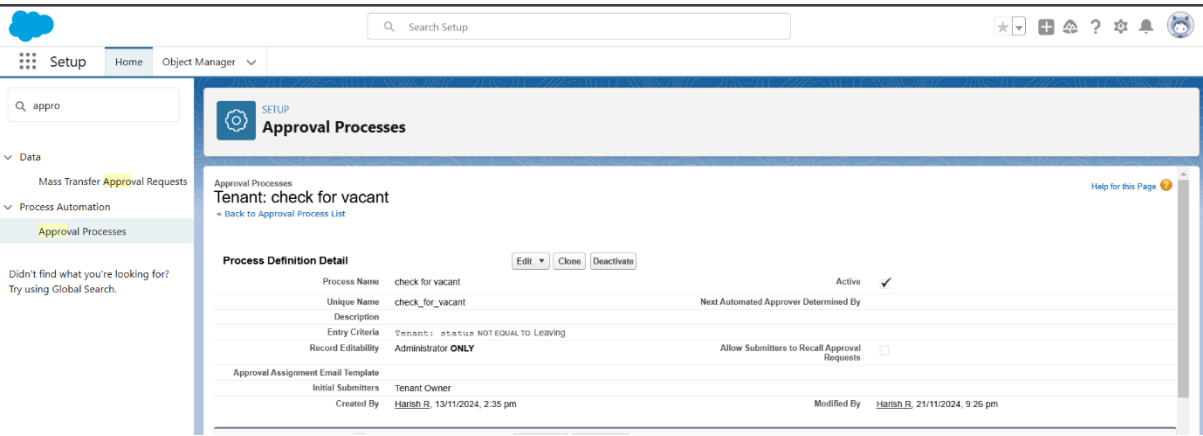 Search Setup
Setup Home Object Manager
appro
Data
Mass Transfer Approval Requests
Process Automation
Approval Processes
Didn't find what you're looking for?
Try using Global Search.
SETUP
Approval Processes
Approval Processes
Tenant: check for vacant
« Back to Approval Process List
Help for this Page
Process Definition Detail Edit Clone Deactivate
Process Name check for vacant Active
Unique Name check_for_vacant Next Automated Approver Determined By
Description
Entry Criteria Tenant: status NOT EQUAL TO Leaving
Record Editability Administrator ONLY Allow Submitters to Recall Approval
Requests
Approval Assignment Email Template
Initial Submitters Tenant Owner
Created By Harish R, 13/11/2024, 2:35 pm Modified By Harish R, 21/11/2024, 9:26 pm